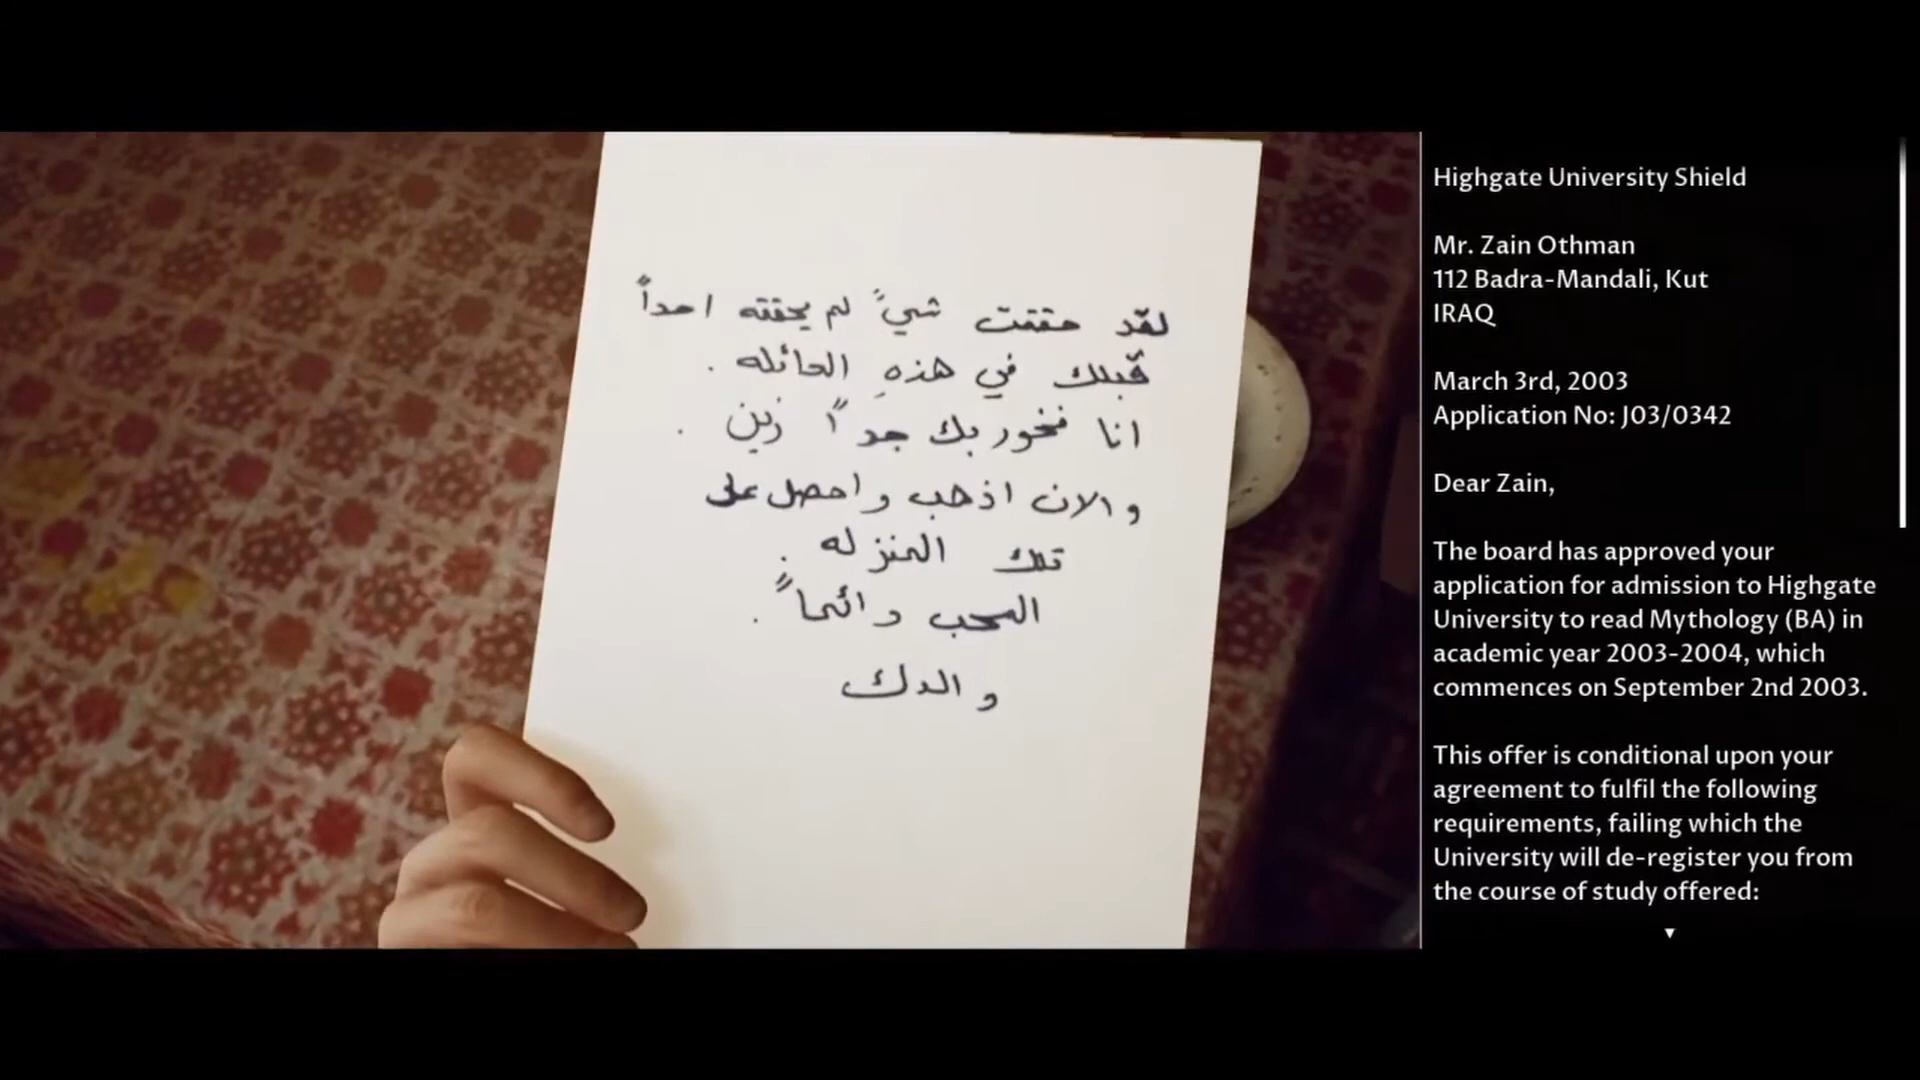 لقد حققت شيءً لم يحققه احداً
قبلك في هذهِ العائله .
انا فخور بك جداً زين .
والان اذهب واحصل على
تلك المنزله .
المحب دائماً .
والدك
Highgate University Shield
Mr. Zain Othman
112 Badra-Mandali, Kut
IRAQ
March 3rd, 2003
Application No: J03/0342
Dear Zain,
The board has approved your
application for admission to Highgate
University to read Mythology (BA) in
academic year 2003-2004, which
commences on September 2nd 2003.
This offer is conditional upon your
agreement to fulfil the following
requirements, failing which the
University will de-register you from
the course of study offered: